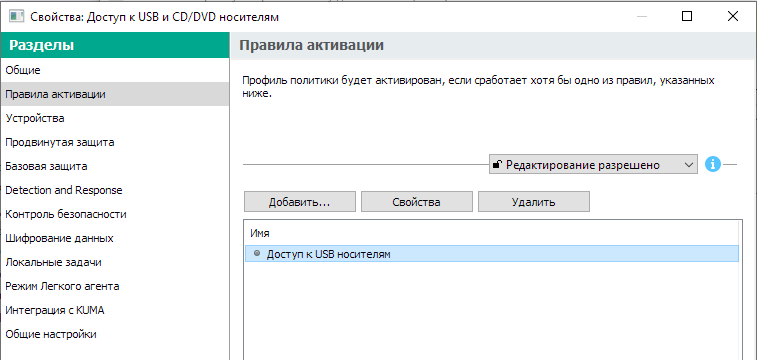 Свойства: Доступ к USB и CD/DVD носителям
Разделы
Общие
Правила активации
Устройства
Продвинутая защита
Базовая защита
Detection and Response
Контроль безопасности
Шифрование данных
Локальные задачи
Режим Легкого агента
Интеграция с KUMA
Общие настройки
Правила активации
Профиль политики будет активирован, если сработает хотя бы одно из правил, указанных
ниже.
Редактирование разрешено
Добавить... Свойства Удалить
Имя
Доступ к USB носителям